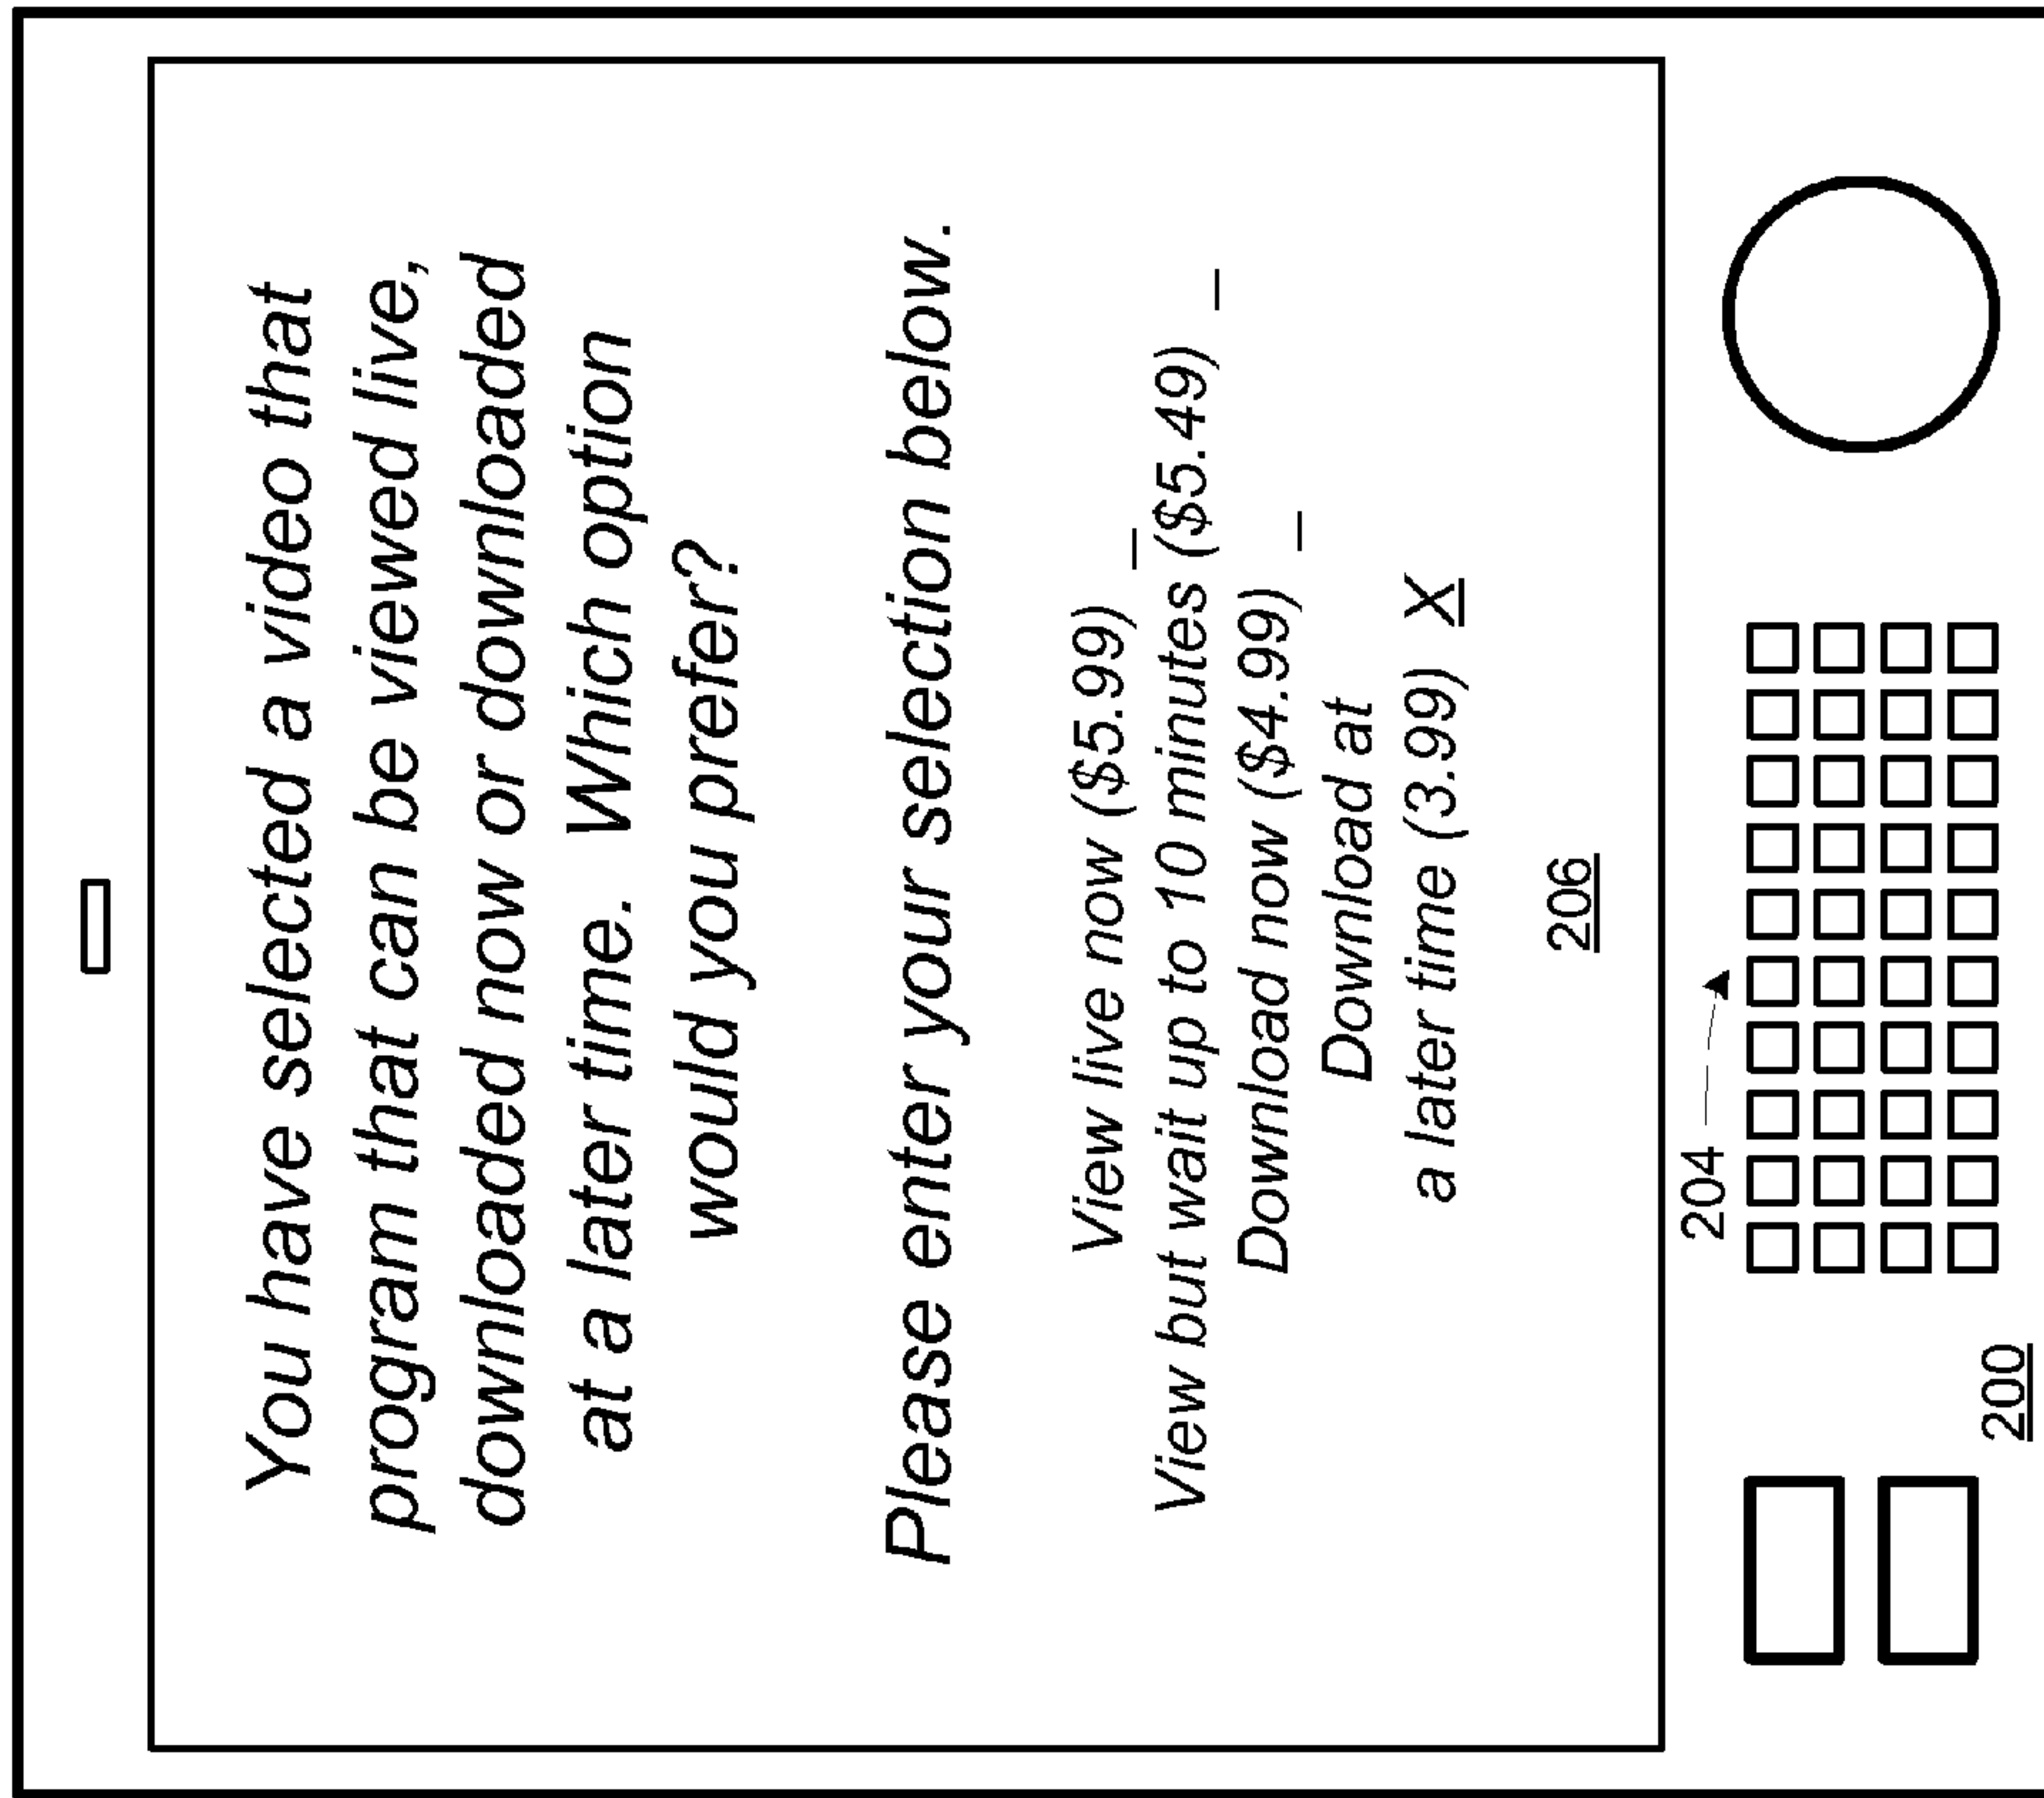 You have selected a video that
program that can be viewed live,
downloaded now or downloaded
at a later time. Which option
would you prefer?
Please enter your selection below.
View live now ($5.99) _
View but wait up to 10 minutes ($5.49) _
Download now ($4.99) _
Download at
a later time (3.99) X
206
204
200